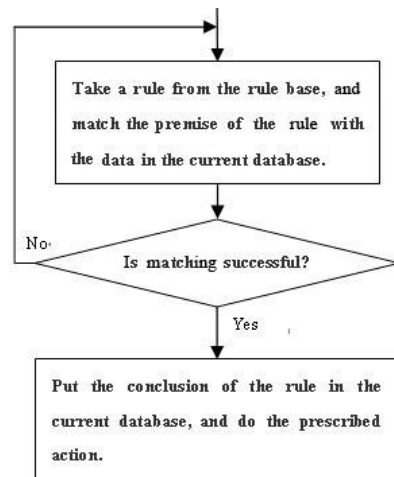 Take a rule from the rule base, and
match the premise of the rule with
the data in the current database.
No
Is matching successful?
Yes
Put the conclusion of the rule in the
current database, and do the prescribed
action.